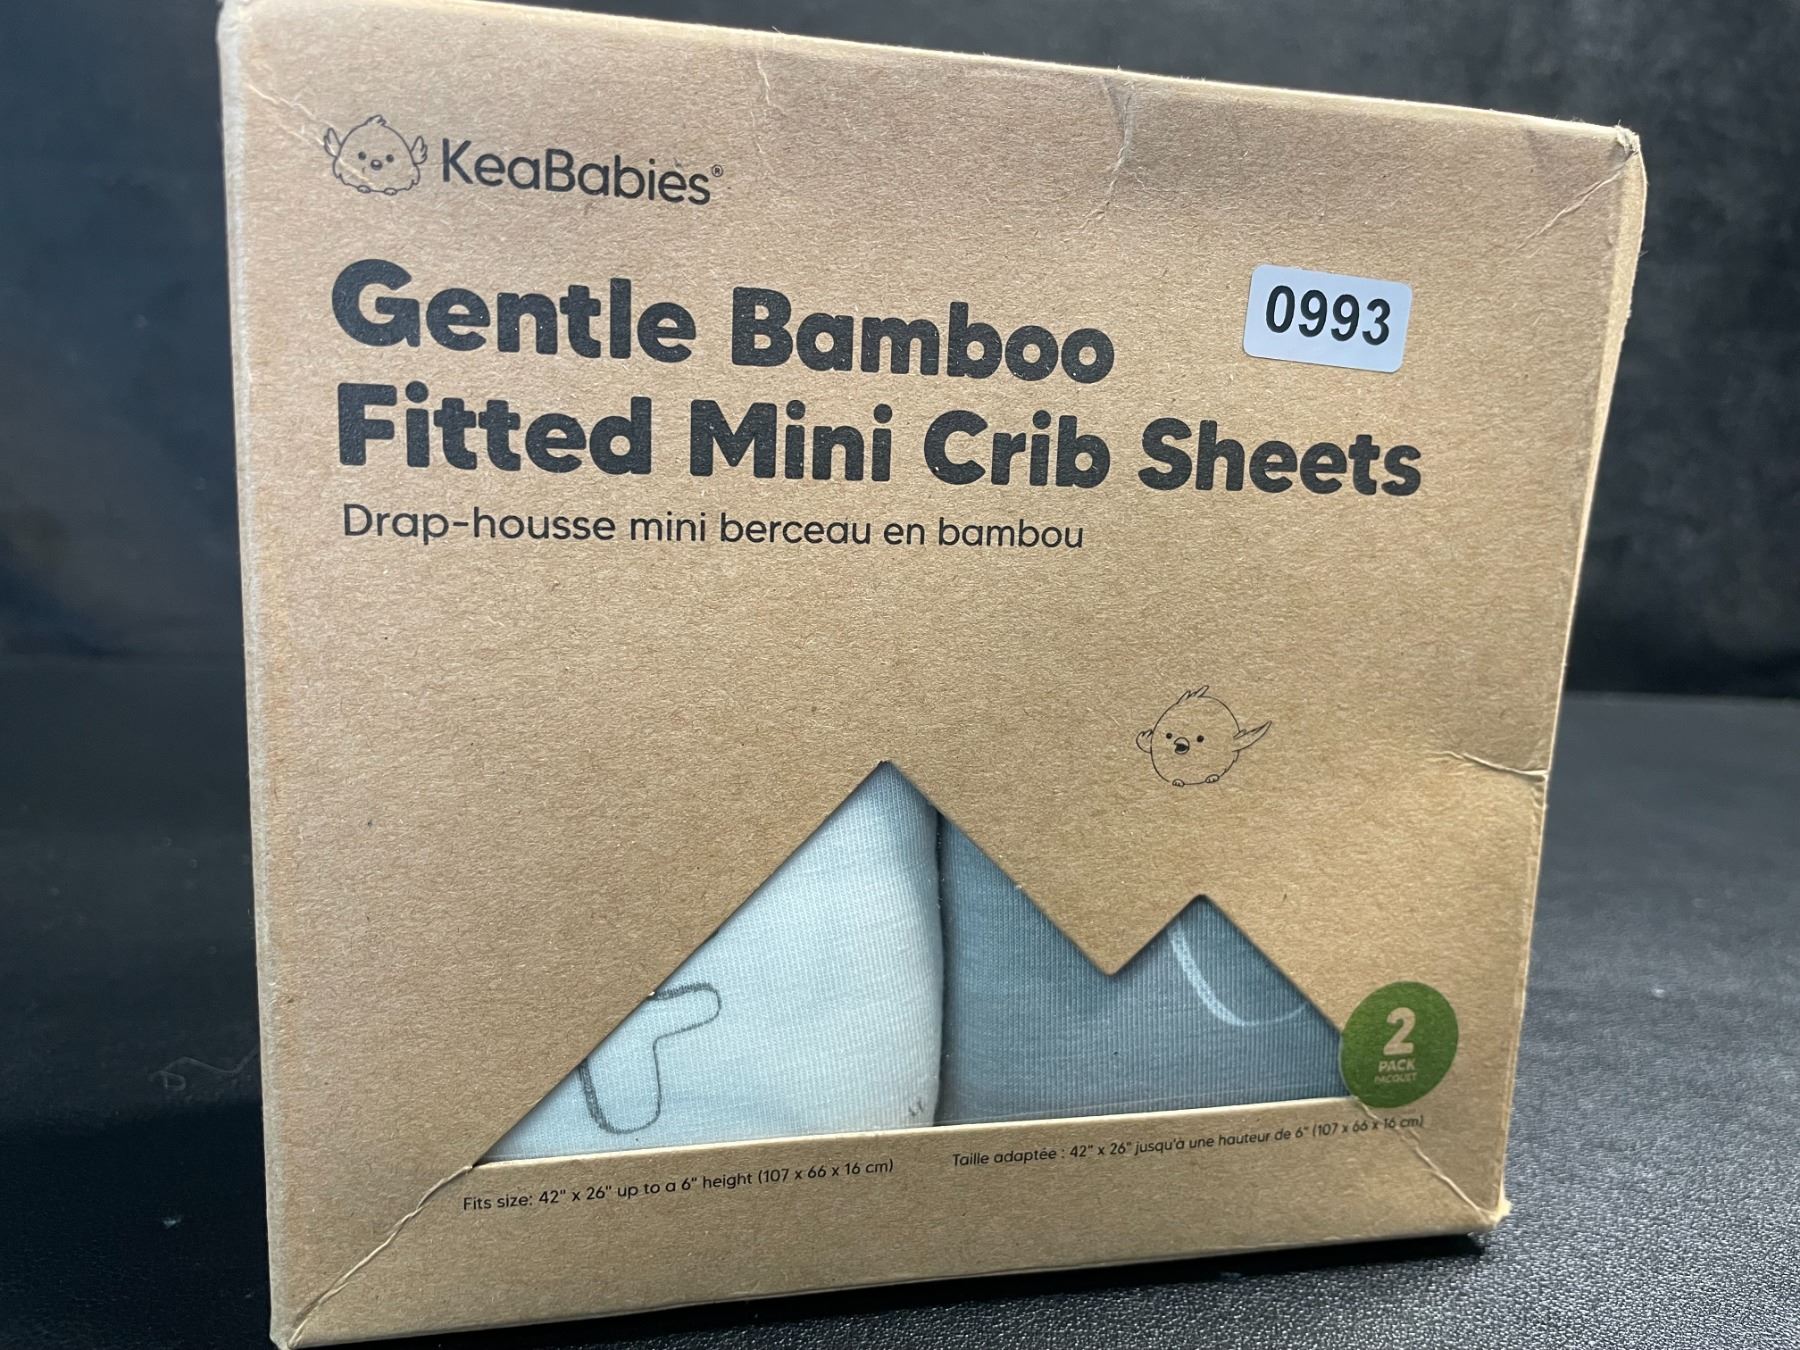 KeaBabies®
0993
Gentle Bamboo
Fitted Mini Crib Sheets
Drap-housse mini berceau en bambou
2
PACK
PACQUET
Fits size: 42" x 26" up to a 6" height (107 x 66 x 16 cm)
Taille adaptée : 42" x 26" jusqu'à une hauteur de 6" (107 x 66 x 16 cm)